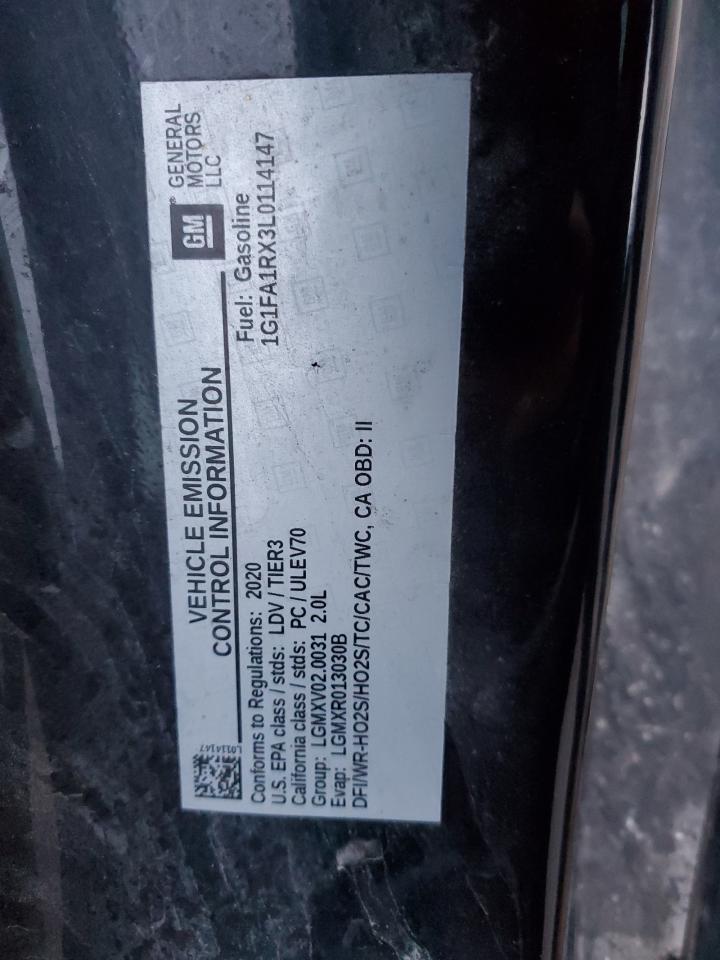 VEHICLE EMISSION
CONTROL INFORMATION
GM
GENERAL
MOTORS
LLC
L0114147
Conforms to Regulations: 2020
Fuel: Gasoline
U.S. EPA class / stds: LDV / TIER3
1G1FA1RX3L0114147
California class / stds: PC / ULEV70
Group: LGMXV02.0031 2.0L
Evap: LGMXR013030B
DFI/WR-HO2S/HO2S/TC/CAC/TWC, CA OBD: II